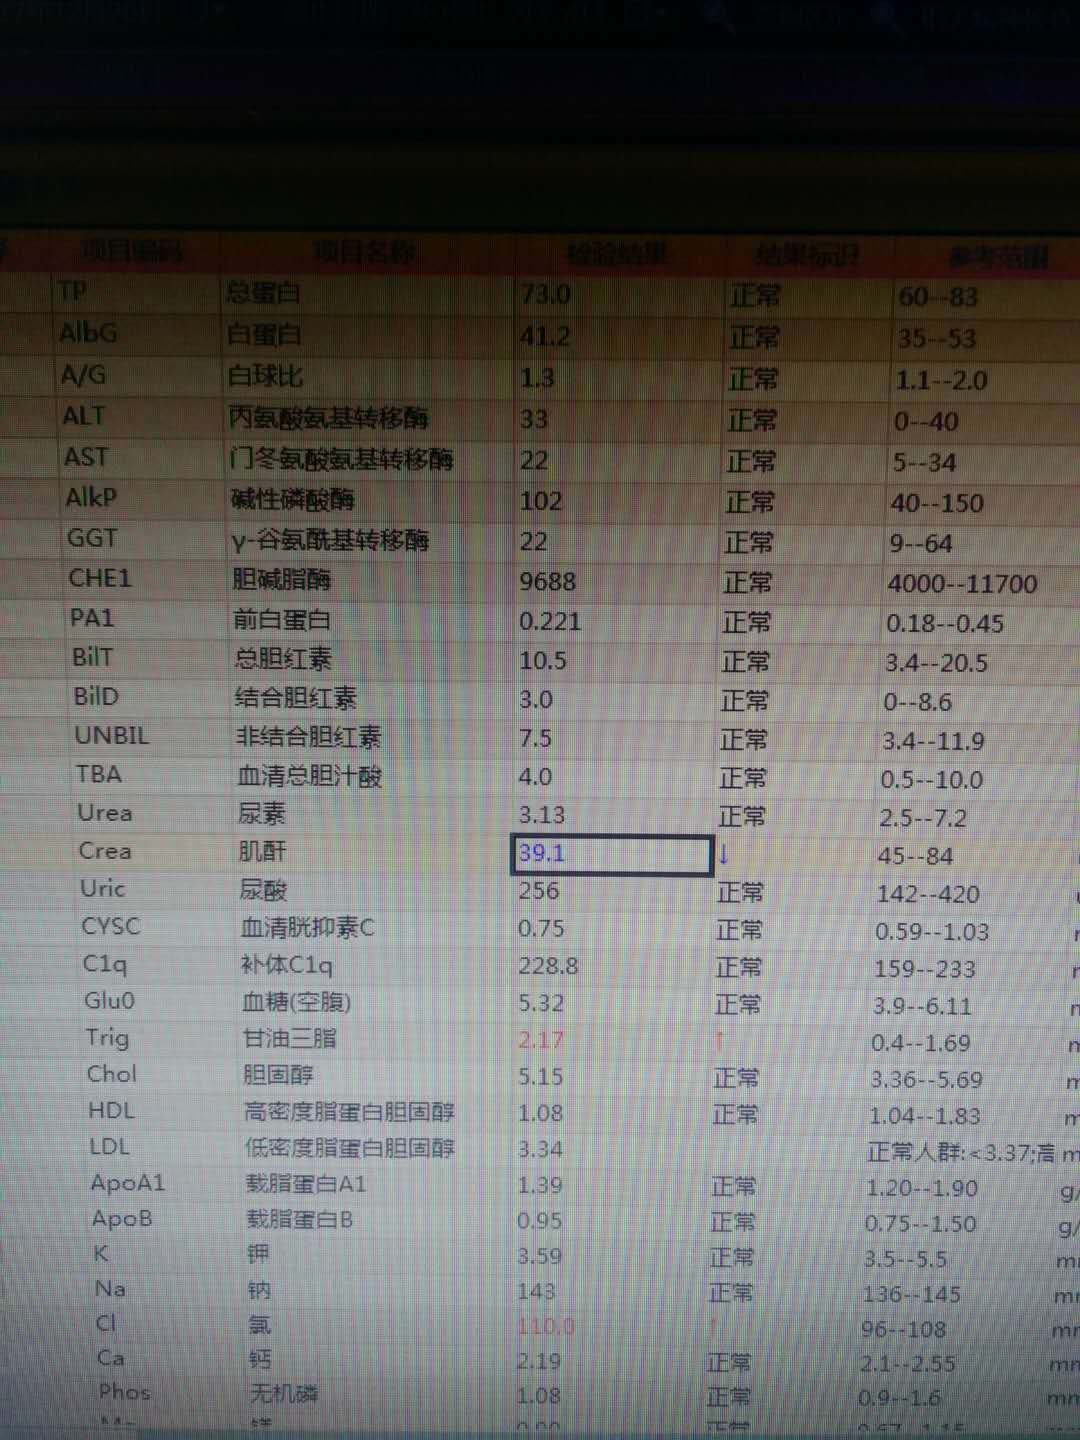 项目编码 项目名称 检验结果 结果标识 参考范围
TP 总蛋白 73.0 正常 60--83
AlbG 白蛋白 41.2 正常 35--53
A/G 白球比 1.3 正常 1.1--2.0
ALT 丙氨酸氨基转移酶 33 正常 0--40
AST 门冬氨酸氨基转移酶 22 正常 5--34
AlkP 碱性磷酸酶 102 正常 40--150
GGT γ-谷氨酰基转移酶 22 正常 9--64
CHE1 胆碱脂酶 9688 正常 4000--11700
PA1 前白蛋白 0.221 正常 0.18--0.45
BilT 总胆红素 10.5 正常 3.4--20.5
BilD 结合胆红素 3.0 正常 0--8.6
UNBIL 非结合胆红素 7.5 正常 3.4--11.9
TBA 血清总胆汁酸 4.0 正常 0.5--10.0
Urea 尿素 3.13 正常 2.5--7.2
Crea 肌酐 39.1 ↓ 45--84
Uric 尿酸 256 正常 142--420
CYSC 血清胱抑素C 0.75 正常 0.59--1.03
C1q 补体C1q 228.8 正常 159--233
Glu0 血糖(空腹) 5.32 正常 3.9--6.11
Trig 甘油三脂 2.17 ↑ 0.4--1.69
Chol 胆固醇 5.15 正常 3.36--5.69
HDL 高密度脂蛋白胆固醇 1.08 正常 1.04--1.83
LDL 低密度脂蛋白胆固醇 3.34 正常人群:<3.37;高 m
ApoA1 载脂蛋白A1 1.39 正常 1.20--1.90 g/
ApoB 载脂蛋白B 0.95 正常 0.75--1.50 g/
K 钾 3.59 正常 3.5--5.5 mm
Na 钠 143 正常 136--145 mm
Cl 氯 110.0 ↑ 96--108 mm
Ca 钙 2.19 正常 2.1--2.55 mm
Phos 无机磷 1.08 正常 0.9--1.6 mm